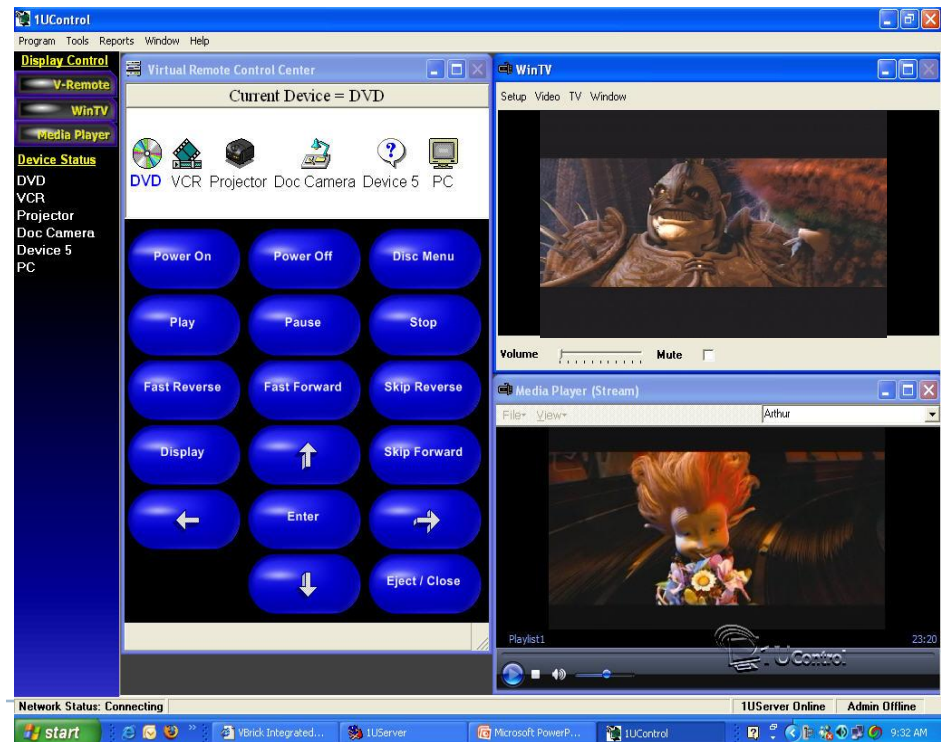 1UControl
Program Tools Reports Window Help
Display Control
V-Remote
WinTV
Media Player
Device Status
DVD
VCR
Projector
Doc Camera
Device 5
PC
Virtual Remote Control Center
Current Device = DVD
DVD VCR Projector Doc Camera Device 5 PC
Power On Power Off Disc Menu
Play Pause Stop
Fast Reverse Fast Forward Skip Reverse
Display Skip Forward
Enter
Eject / Close
WinTV
Setup Video TV Window
Volume Mute
Media Player (Stream)
File View Arthur
Playlist1 23:20
1UControl
Network Status: Connecting 1UServer Online Admin Offline
start VBrick Integrated... 1UServer Microsoft PowerP... 1UControl 9:32 AM